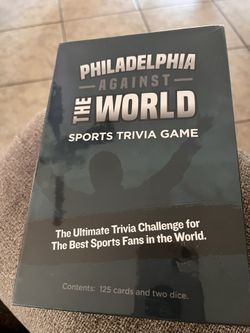 PHILADELPHIA
AGAINST
THE WORLD
SPORTS TRIVIA GAME
The Ultimate Trivia Challenge for
The Best Sports Fans in the World.
Contents: 125 cards and two dice.